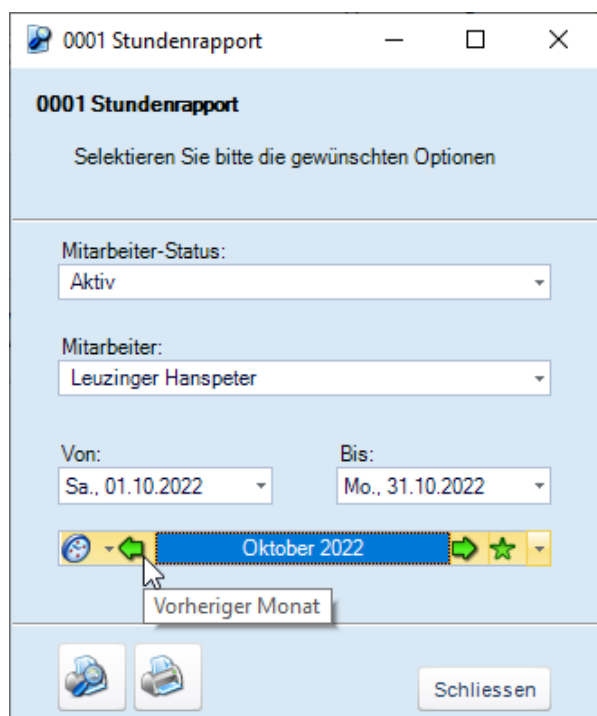 0001 Stundenrapport
0001 Stundenrapport
Selektieren Sie bitte die gewünschten Optionen
Mitarbeiter-Status:
Aktiv
Mitarbeiter:
Leuzinger Hanspeter
Von: Bis:
Sa., 01.10.2022 Mo., 31.10.2022
Oktober 2022
Vorheriger Monat
Schliessen